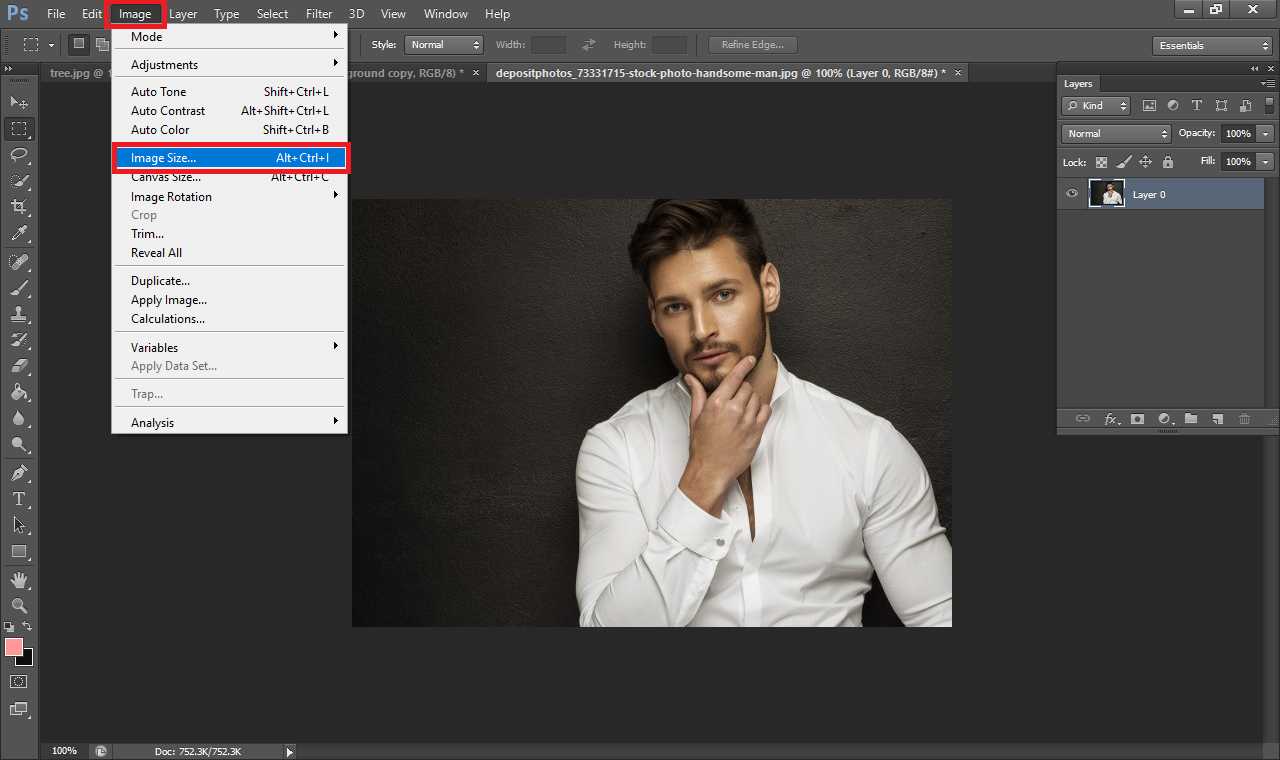 Ps File Edit Image Layer Type Select Filter 3D View Window Help
Style: Normal Width: Height: Refine Edge... Essentials
tree.jpg @ 1 ground copy, RGB/8) * × depositphotos_73331715-stock-photo-handsome-man.jpg @ 100% (Layer 0, RGB/8#) * ×
Mode
Adjustments
Auto Tone Shift+Ctrl+L
Auto Contrast Alt+Shift+Ctrl+L
Auto Color Shift+Ctrl+B
Image Size... Alt+Ctrl+I
Canvas Size... Alt+Ctrl+C
Image Rotation
Crop
Trim...
Reveal All
Duplicate...
Apply Image...
Calculations...
Variables
Apply Data Set...
Trap...
Analysis
Layers
Kind
Normal Opacity: 100%
Lock: Fill: 100%
Layer 0
fx
T
100% Doc: 752.3K/752.3K